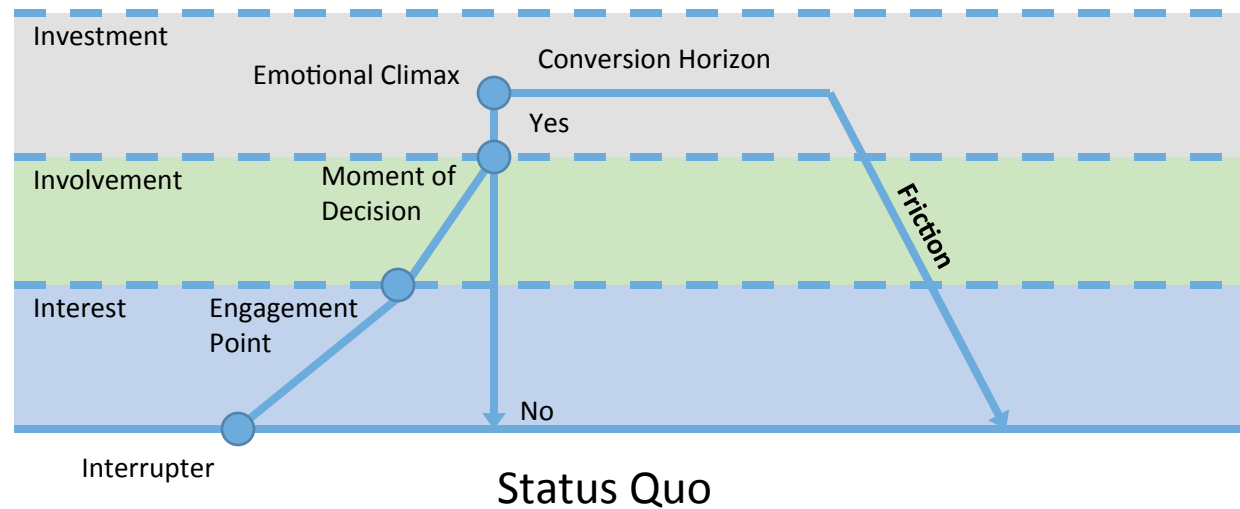 Investment
Emotional Climax
Conversion Horizon
Yes
Involvement
Moment of
Decision
Friction
Interest
Engagement
Point
No
Interrupter
Status Quo